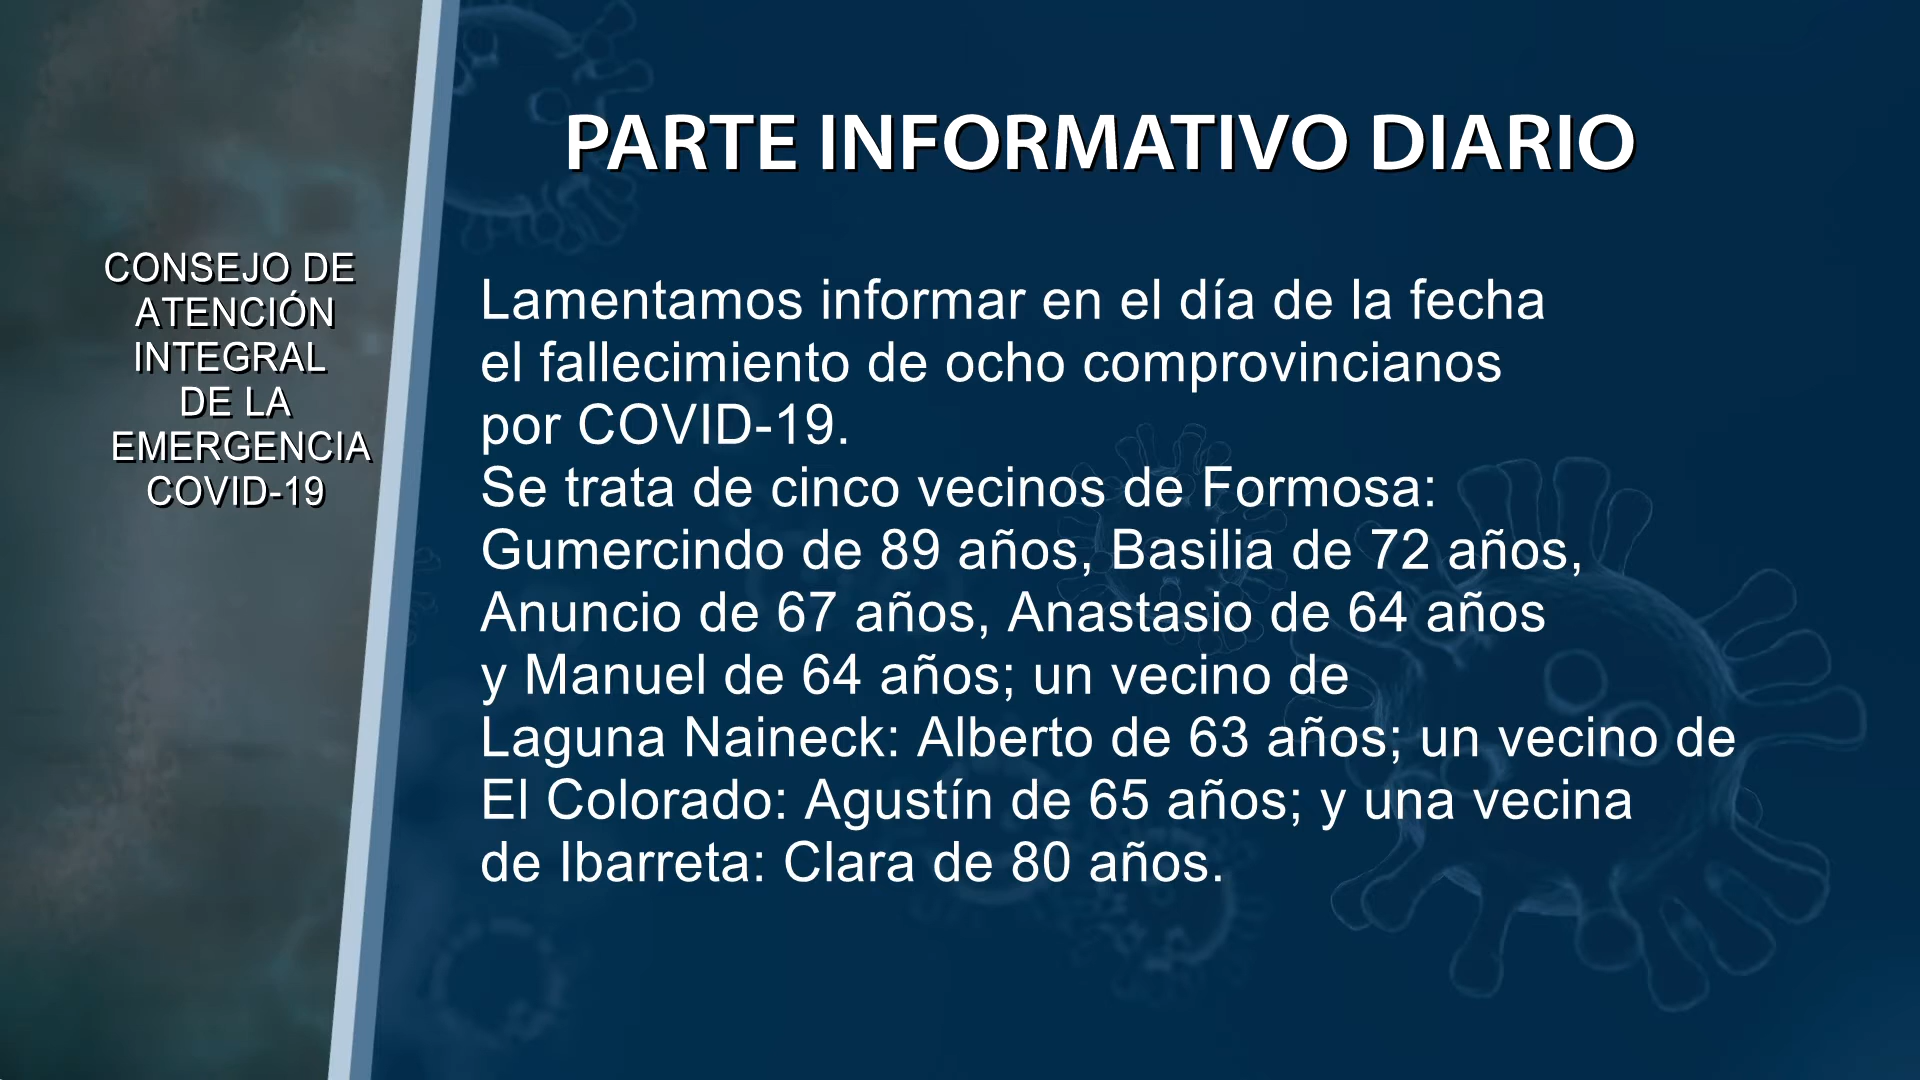 PARTE INFORMATIVO DIARIO
CONSEJO DE
ATENCIÓN
INTEGRAL
DE LA
EMERGENCIA
COVID-19
Lamentamos informar en el día de la fecha
el fallecimiento de ocho comprovincianos
por COVID-19.
Se trata de cinco vecinos de Formosa:
Gumercindo de 89 años, Basilia de 72 años,
Anuncio de 67 años, Anastasio de 64 años
y Manuel de 64 años; un vecino de
Laguna Naineck: Alberto de 63 años; un vecino de
El Colorado: Agustín de 65 años; y una vecina
de Ibarreta: Clara de 80 años.